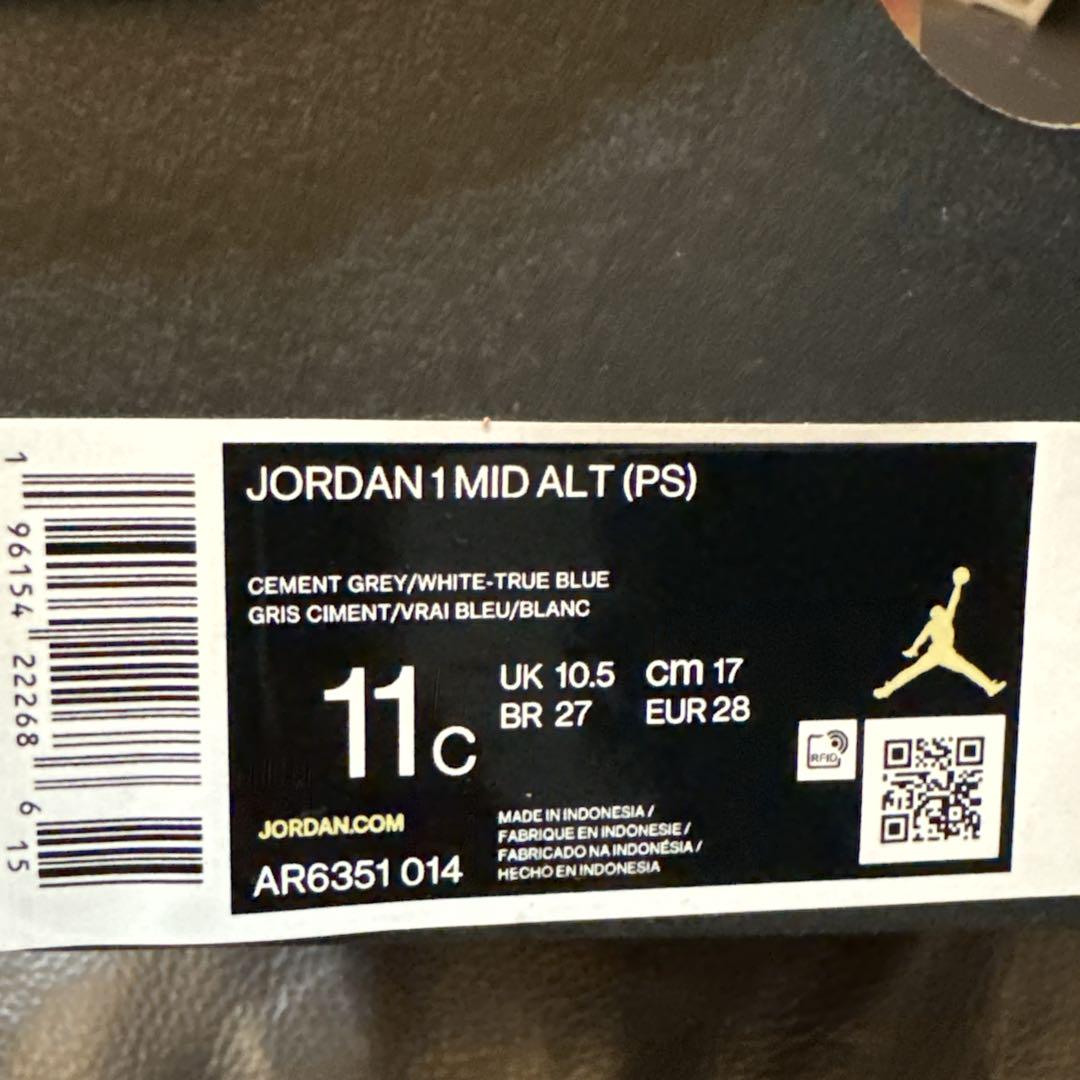 JORDAN 1 MID ALT (PS)
CEMENT GREY/WHITE-TRUE BLUE
GRIS CIMENT/VRAI BLEU/BLANC
11C
UK 10.5 cm 17
BR 27 EUR 28
JORDAN.COM
AR6351 014
MADE IN INDONESIA /
FABRIQUE EN INDONESIE /
FABRICADO NA INDONÉSIA /
HECHO EN INDONESIA
RFID
1 96154 22268 6 15